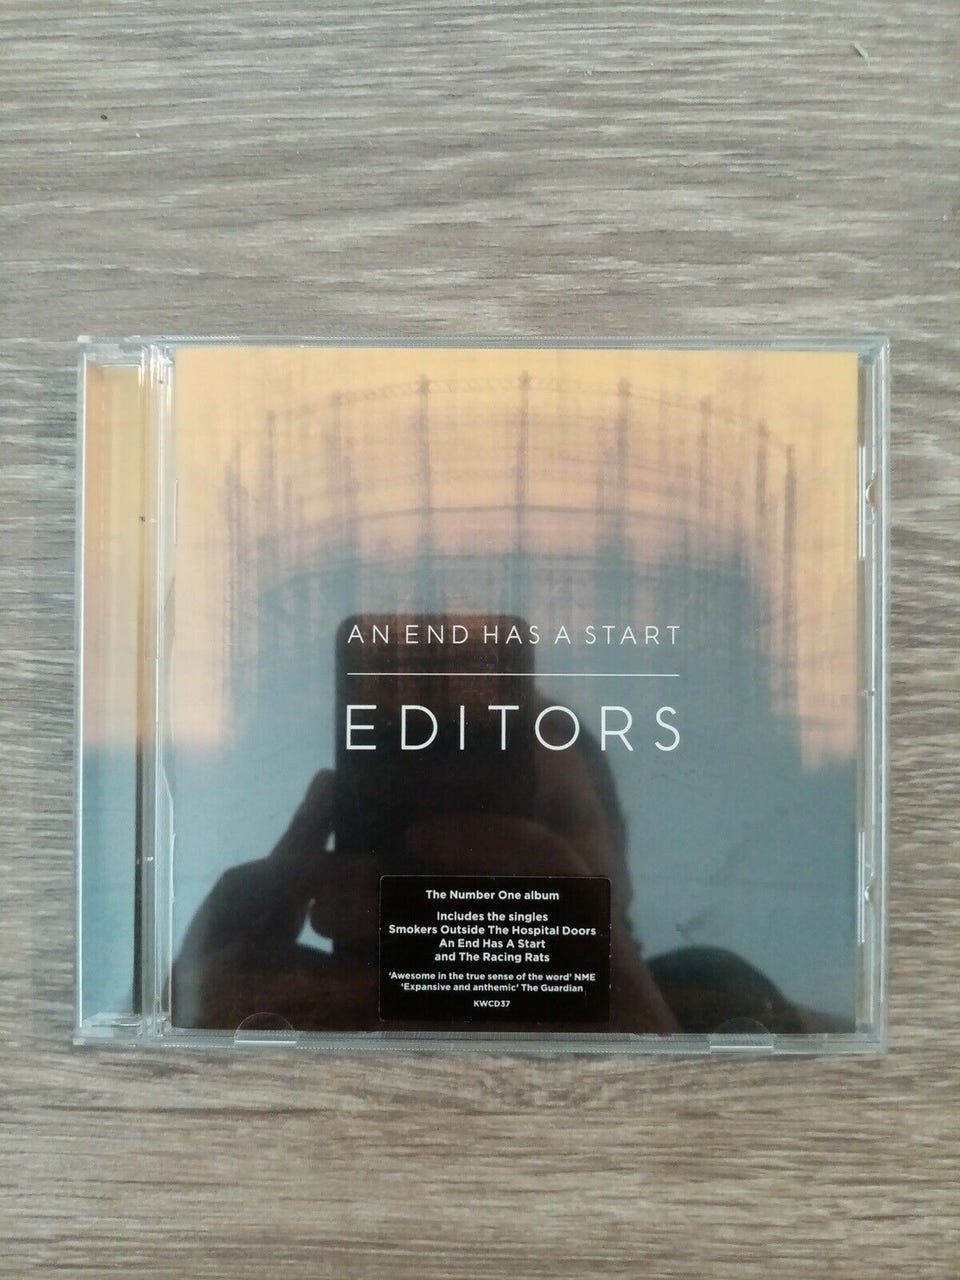 AN END HAS A START
EDITORS
The Number One album
Includes the singles
Smokers Outside The Hospital Doors
An End Has A Start
and The Racing Rats
‘Awesome in the true sense of the word’ NME
‘Expansive and anthemic’ The Guardian
KWCD37